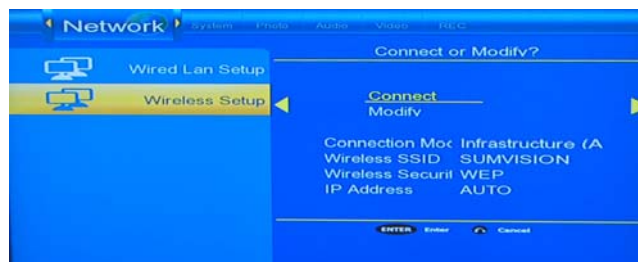 Network System Photo Audio Video REC
Connect or Modify?
Wired Lan Setup
Wireless Setup
Connect
Modify
Connection Moc Infrastructure (A
Wireless SSID SUMVISION
Wireless Securit WEP
IP Address AUTO
ENTER Enter Cancel